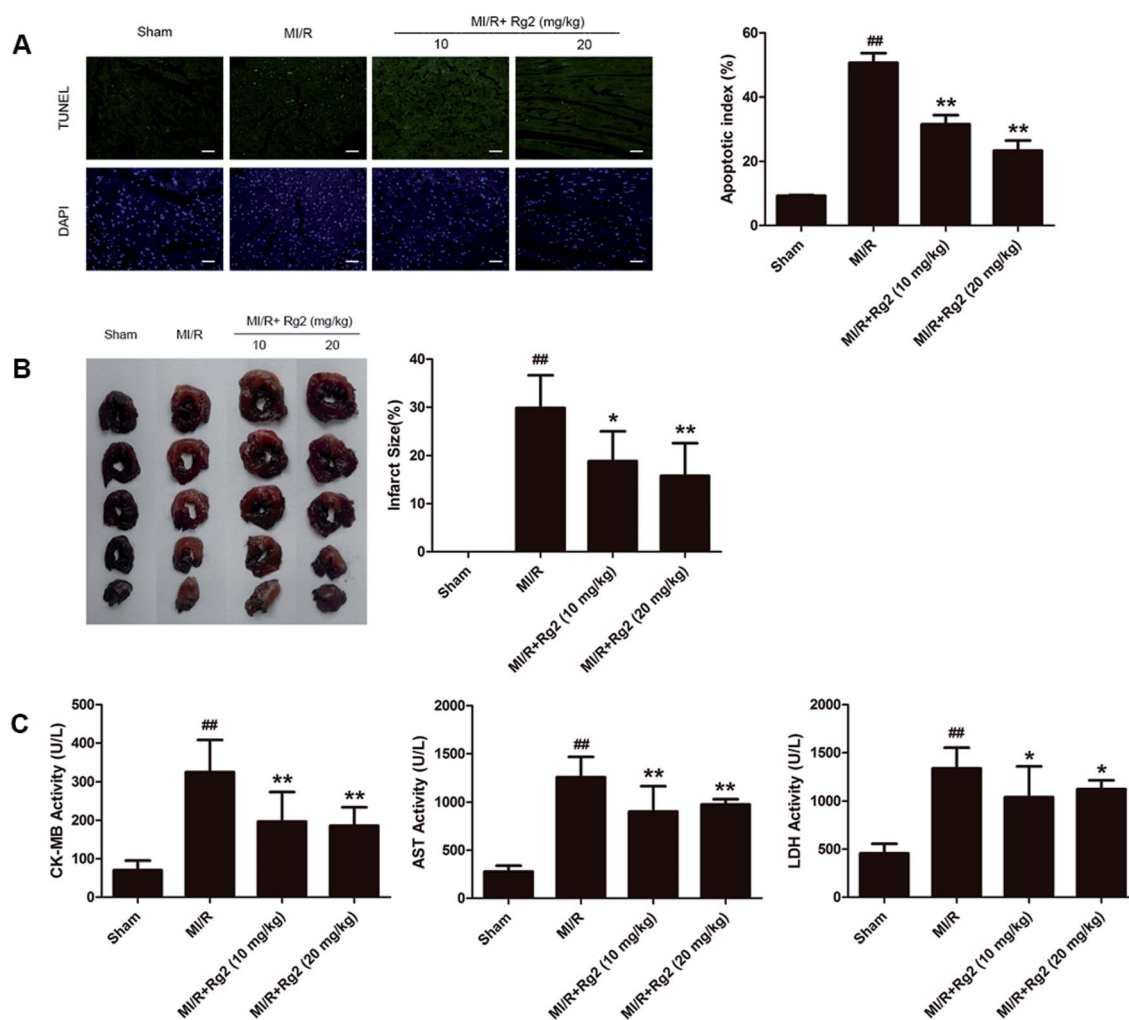 A
Sham
MI/R
MI/R+ Rg2 (mg/kg)
10
20
TUNEL
DAPI
Apoptotic index (%)
60
40
20
0
##
**
**
Sham
MI/R
MI/R+Rg2 (10 mg/kg)
MI/R+Rg2 (20 mg/kg)
B
Sham
MI/R
MI/R+ Rg2 (mg/kg)
10
20
Infarct Size(%)
40
30
20
10
0
##
*
**
Sham
MI/R
MI/R+Rg2 (10 mg/kg)
MI/R+Rg2 (20 mg/kg)
C
CK-MB Activity (U/L)
500
400
300
200
100
0
##
**
**
Sham
MI/R
MI/R+Rg2 (10 mg/kg)
MI/R+Rg2 (20 mg/kg)
AST Activity (U/L)
2000
1500
1000
500
0
##
**
**
Sham
MI/R
MI/R+Rg2 (10 mg/kg)
MI/R+Rg2 (20 mg/kg)
LDH Activity (U/L)
2000
1500
1000
500
0
##
*
*
Sham
MI/R
MI/R+Rg2 (10 mg/kg)
MI/R+Rg2 (20 mg/kg)